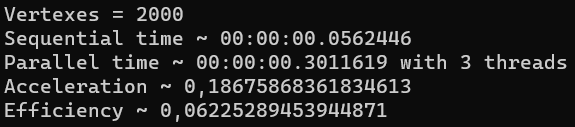 Vertexes = 2000
Sequential time ~ 00:00:00.0562446
Parallel time ~ 00:00:00.3011619 with 3 threads
Acceleration ~ 0,18675868361834613
Efficiency ~ 0,06225289453944871